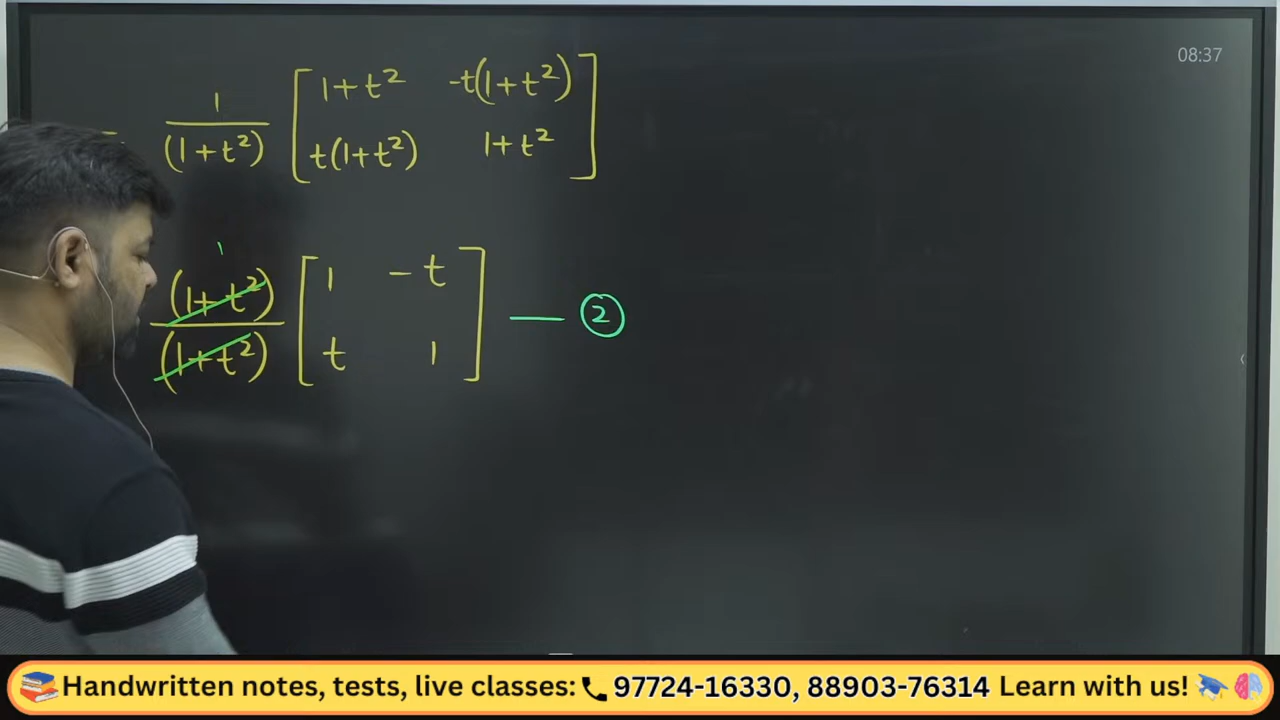 08:37
= 1/(1+t²) [ 1+t² -t(1+t²) ]
[ t(1+t²) 1+t² ]
1
(1+t²)/(1+t²) [ 1 -t ] — ②
[ t 1 ]
📚Handwritten notes, tests, live classes:📞97724-16330, 88903-76314 Learn with us! 🎓🧠